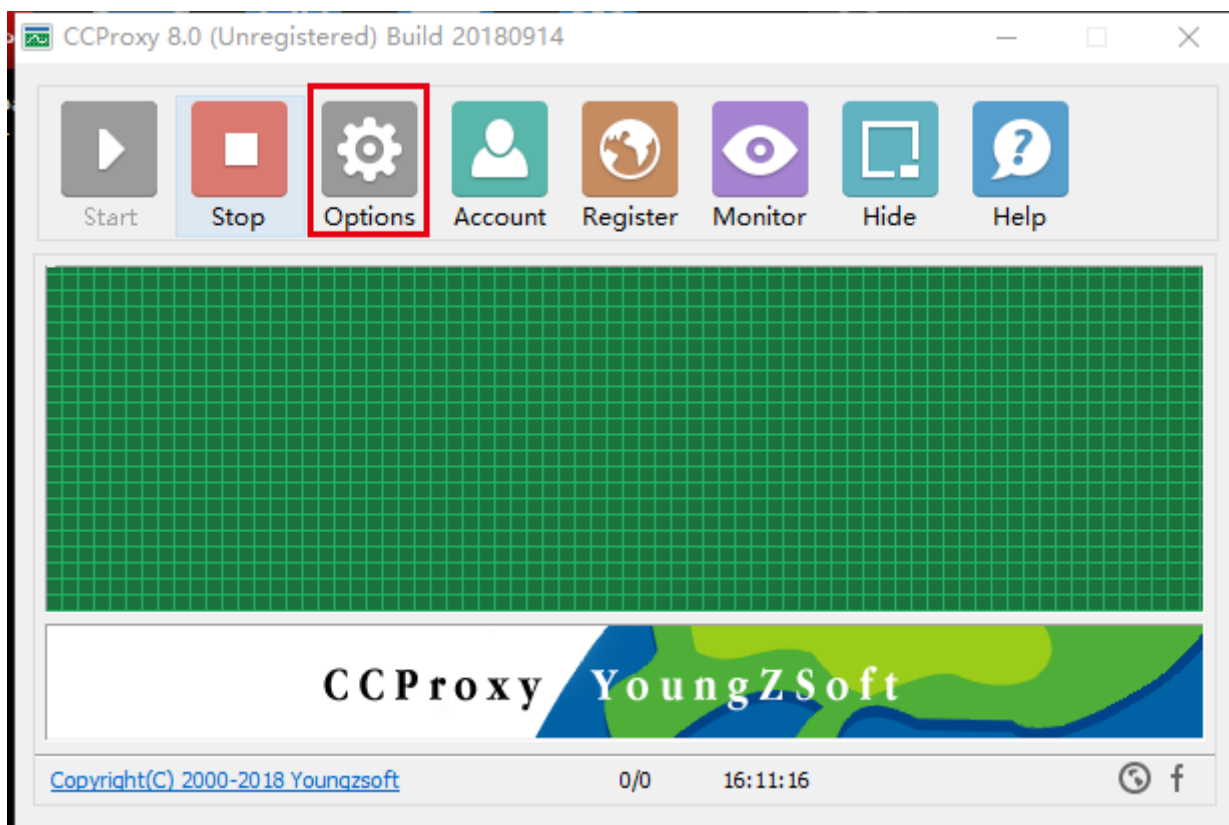 CCProxy 8.0 (Unregistered) Build 20180914
Start Stop Options Account Register Monitor Hide Help
CCProxy YoungZSoft
Copyright(C) 2000-2018 Youngzsoft 0/0 16:11:16